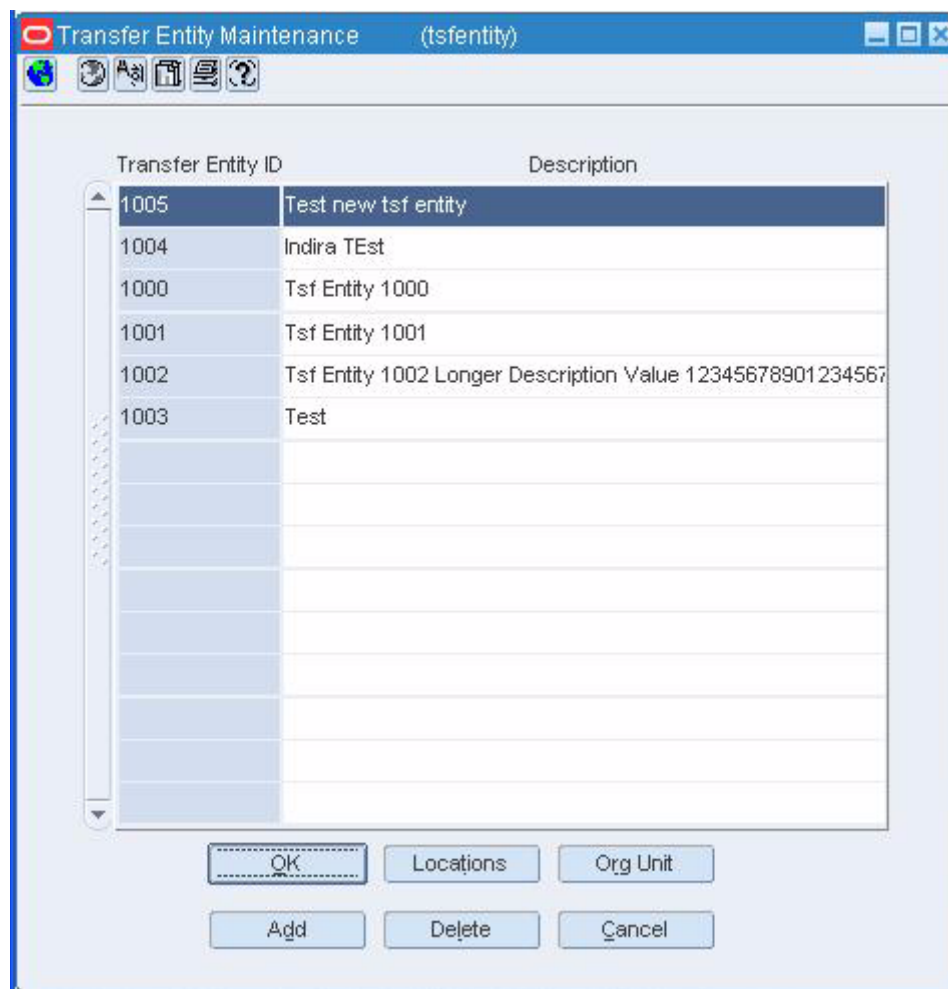 Transfer Entity Maintenance (tsfentity)
Transfer Entity ID Description
1005 Test new tsf entity
1004 Indira TEst
1000 Tsf Entity 1000
1001 Tsf Entity 1001
1002 Tsf Entity 1002 Longer Description Value 12345678901234567
1003 Test
OK Locations Org Unit
Add Delete Cancel